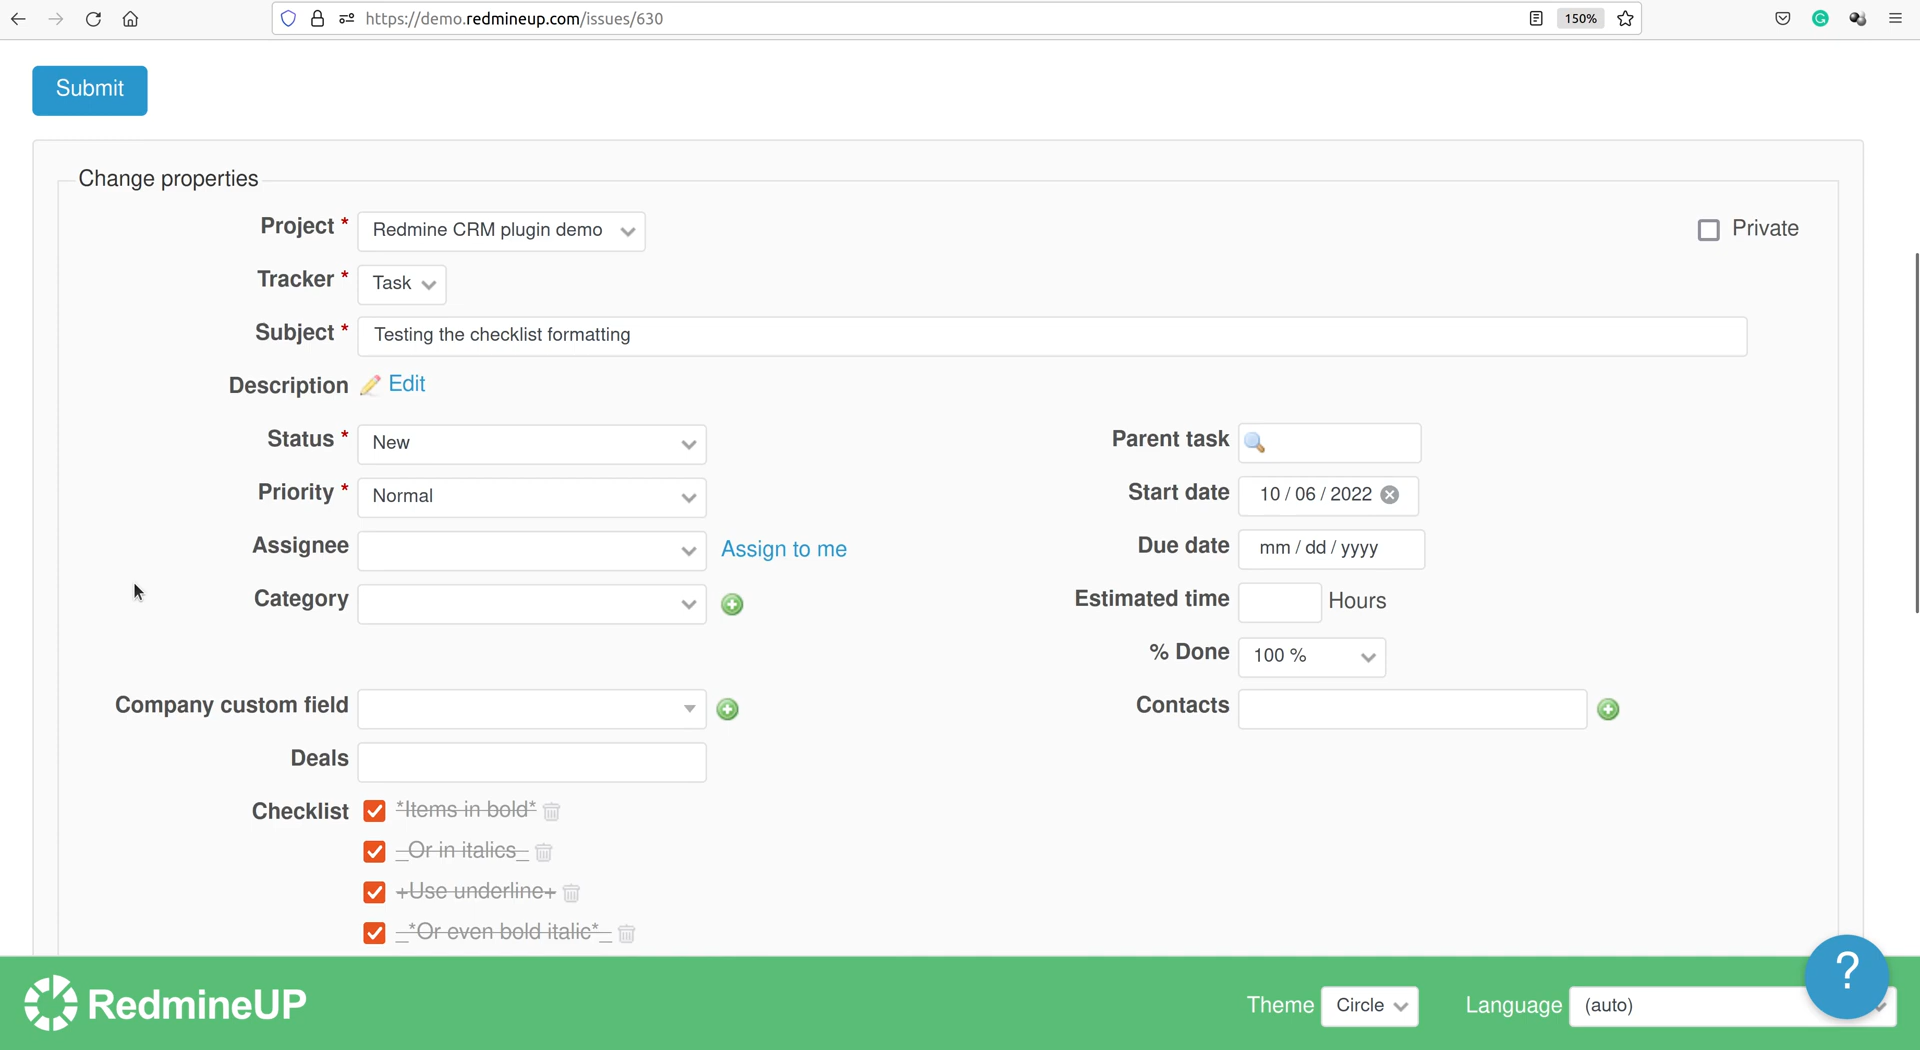 https://demo.redmineup.com/issues/630
150%
Submit
Change properties
Project * Redmine CRM plugin demo
Private
Tracker * Task
Subject * Testing the checklist formatting
Description Edit
Status * New
Parent task
Priority * Normal
Start date 10 / 06 / 2022
Assignee
Assign to me
Due date mm / dd / yyyy
Category
Estimated time
Hours
% Done 100 %
Company custom field
Contacts
Deals
Checklist *Items in bold*
_Or in italics_
+Use underline+
_*Or even bold italic*_
RedmineUP
Theme Circle
Language (auto)
?